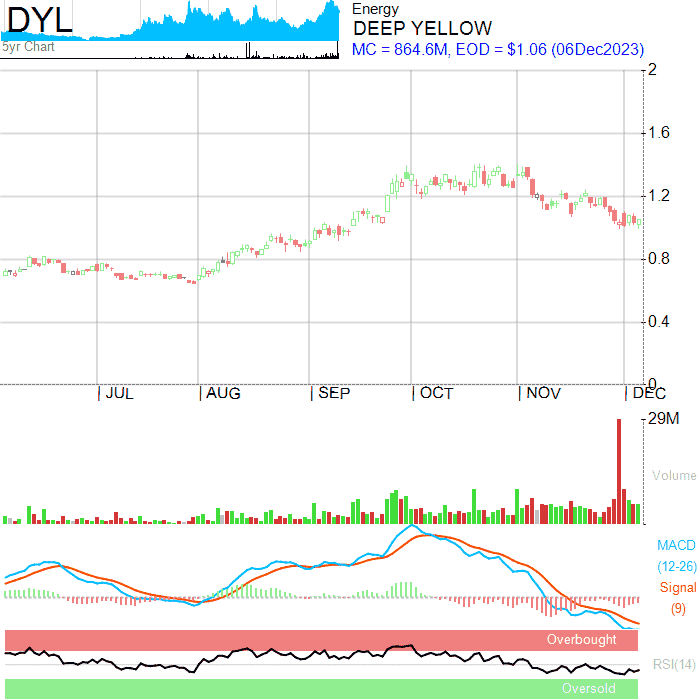 DYL
5yr Chart
Energy
DEEP YELLOW
MC = 864.6M, EOD = $1.06 (06Dec2023)
2
1.6
1.2
0.8
0.4
0
JUL AUG SEP OCT NOV DEC
29M
Volume
MACD
(12-26)
Signal
(9)
Overbought
RSI(14)
Oversold